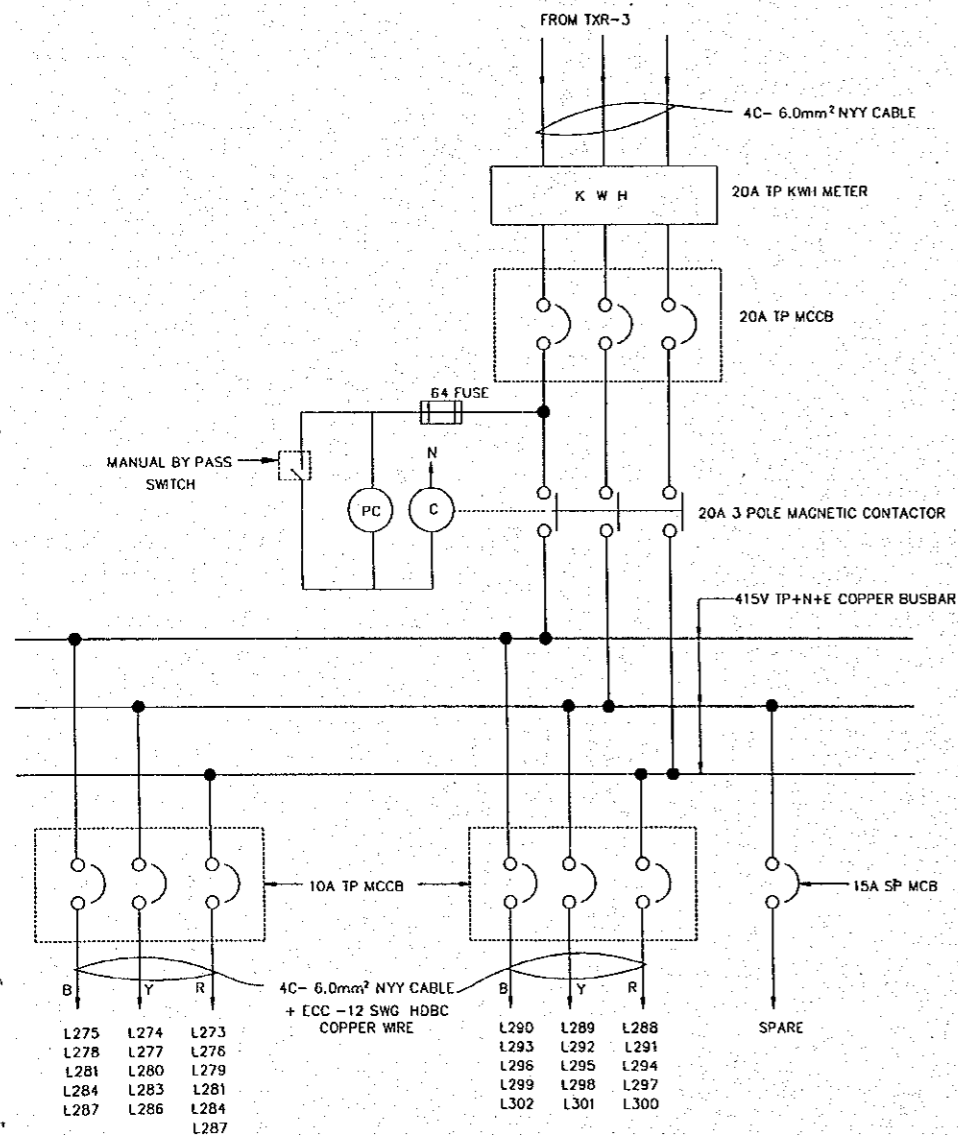 FROM TXR-3
4C- 6.0mm² NYY CABLE
K W H
20A TP KWH METER
20A TP MCCB
64 FUSE
MANUAL BY PASS
SWITCH
N
PC
C
20A 3 POLE MAGNETIC CONTACTOR
415V TP+N+E COPPER BUSBAR
10A TP MCCB
15A SP MCB
B Y R
4C- 6.0mm² NYY CABLE
+ ECC -12 SWG HDBC
COPPER WIRE
B Y R
L275 L274 L273
L278 L277 L276
L281 L280 L279
L284 L283 L281
L287 L286 L284
L287
L290 L289 L288
L293 L292 L291
L296 L295 L294
L299 L298 L297
L302 L301 L300
SPARE